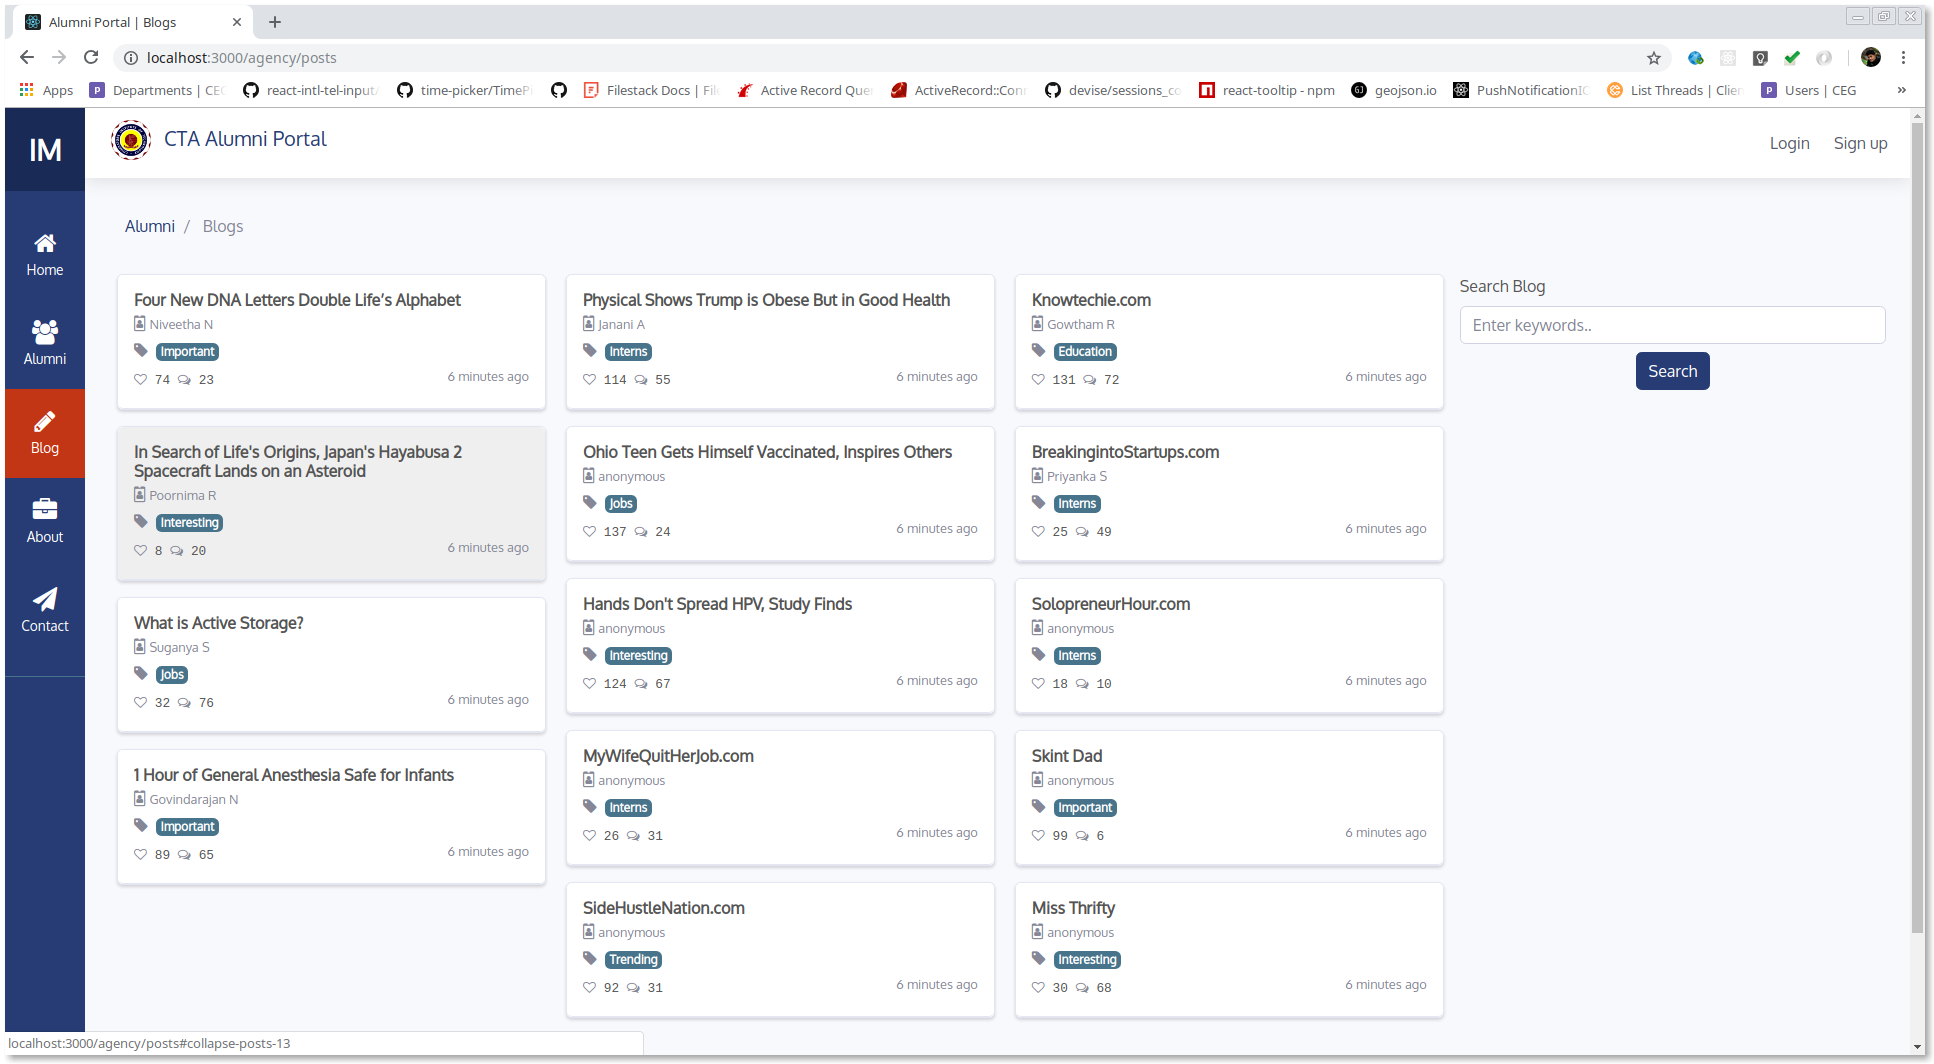 Alumni Portal | Blogs
localhost:3000/agency/posts
Apps
Departments | CEG
react-intl-tel-input/
time-picker/TimeP
Filestack Docs | File
Active Record Quer
ActiveRecord::Conn
devise/sessions_co
react-tooltip - npm
geojson.io
PushNotificationIO
List Threads | Clien
Users | CEG
»
IM
CTA Alumni Portal
Login
Sign up
Home
Alumni
Blog
About
Contact
Alumni / Blogs
Four New DNA Letters Double Life’s Alphabet
Niveetha N
Important
74 23
6 minutes ago
In Search of Life's Origins, Japan's Hayabusa 2
Spacecraft Lands on an Asteroid
Poornima R
Interesting
8 20
6 minutes ago
What is Active Storage?
Suganya S
Jobs
32 76
6 minutes ago
1 Hour of General Anesthesia Safe for Infants
Govindarajan N
Important
89 65
6 minutes ago
Physical Shows Trump is Obese But in Good Health
Janani A
Interns
114 55
6 minutes ago
Ohio Teen Gets Himself Vaccinated, Inspires Others
anonymous
Jobs
137 24
6 minutes ago
Hands Don't Spread HPV, Study Finds
anonymous
Interesting
124 67
6 minutes ago
MyWifeQuitHerJob.com
anonymous
Interns
26 31
6 minutes ago
SideHustleNation.com
anonymous
Trending
92 31
6 minutes ago
Knowtechie.com
Gowtham R
Education
131 72
6 minutes ago
BreakingintoStartups.com
Priyanka S
Interns
25 49
6 minutes ago
SolopreneurHour.com
anonymous
Interns
18 10
6 minutes ago
Skint Dad
anonymous
Important
99 6
6 minutes ago
Miss Thrifty
anonymous
Interesting
30 68
6 minutes ago
Search Blog
Enter keywords..
Search
localhost:3000/agency/posts#collapse-posts-13